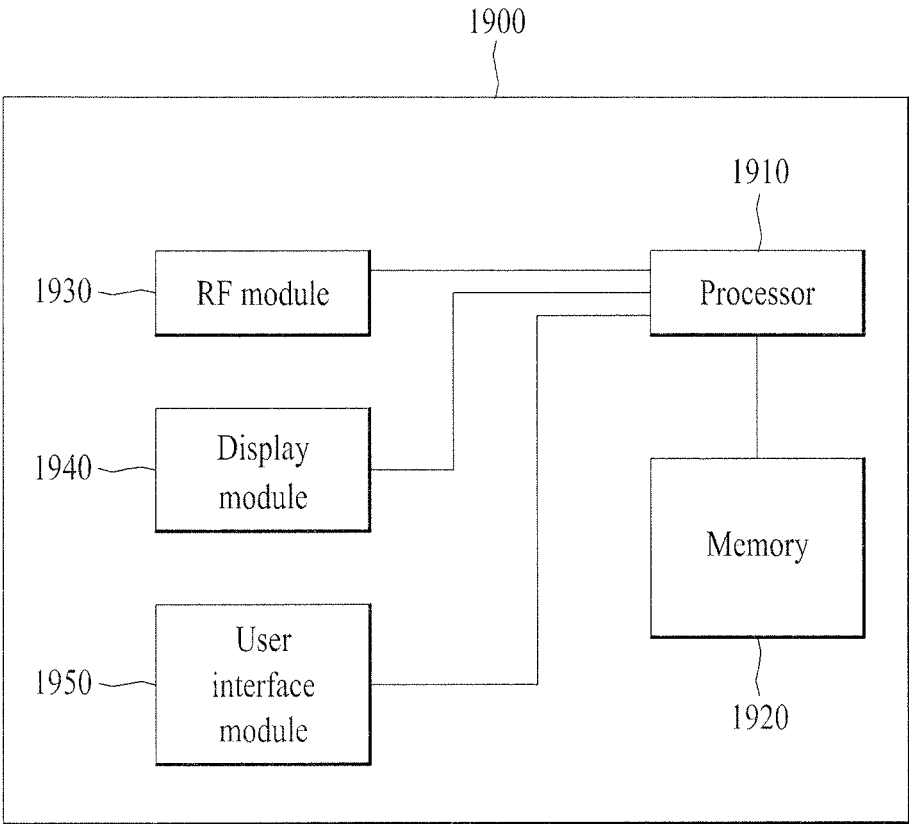 1900
1910
1930
RF module
Processor
1940
Display
module
Memory
1950
User
interface
module
1920